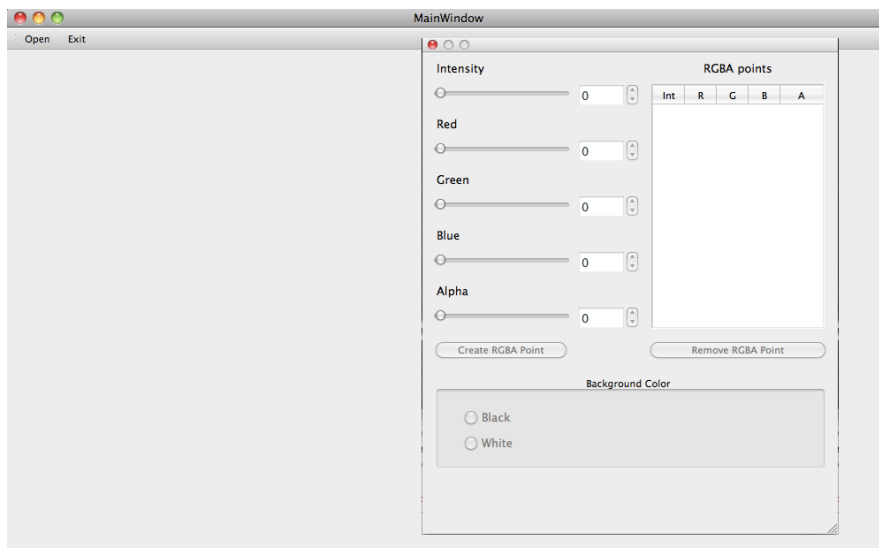 MainWindow
Open Exit
Intensity
0
Red
0
Green
0
Blue
0
Alpha
0
RGBA points
Int R G B A
Create RGBA Point
Remove RGBA Point
Background Color
Black
White